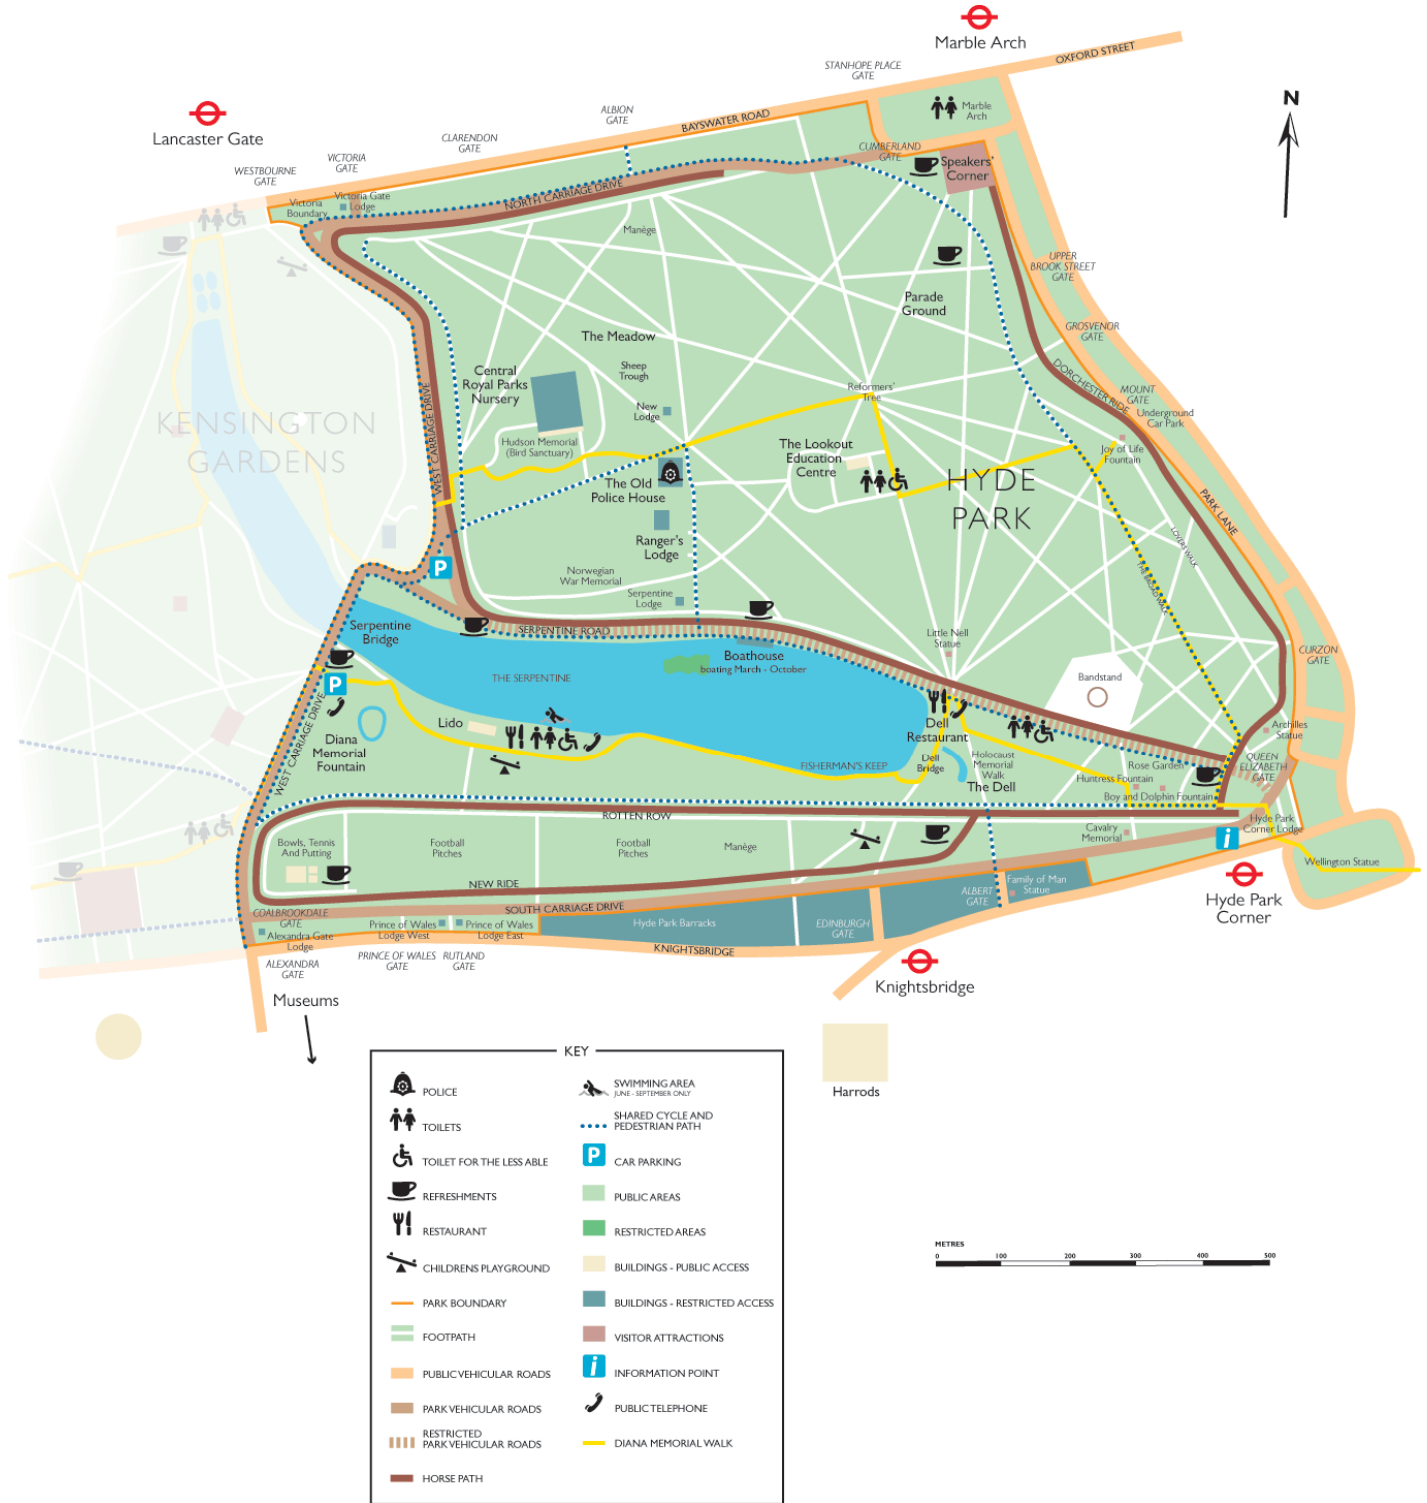 Marble Arch
OXFORD STREET
STANHOPE PLACE
GATE
Lancaster Gate
ALBION
GATE
BAYSWATER ROAD
Marble
Arch
N
CLARENDON
GATE
VICTORIA
GATE
WESTBOURNE
GATE
CUMBERLAND
GATE
Speakers'
Corner
Victoria Gate
Lodge
Victoria
Boundary
NORTH CARRIAGE DRIVE
Manège
UPPER
BROOK STREET
GATE
Parade
Ground
GROSVENOR
GATE
The Meadow
Sheep
Trough
Central
Royal Parks
Nursery
DORCHESTER RIDE
MOUNT
GATE
Reformers'
Tree
New
Lodge
Underground
Car Park
KENSINGTON
GARDENS
WEST CARRIAGE DRIVE
Hudson Memorial
(Bird Sanctuary)
The Lookout
Education
Centre
Joy of Life
Fountain
The Old
Police House
HYDE
PARK
PARK LANE
Ranger's
Lodge
LOVERS WALK
THE BROADWALK
P
Norwegian
War Memorial
Serpentine
Lodge
Serpentine
Bridge
SERPENTINE ROAD
Little Nell
Statue
Boathouse
boating March - October
CURZON
GATE
THE SERPENTINE
Bandstand
P
WEST CARRIAGE DRIVE
Lido
Dell
Restaurant
Archilles
Statue
Diana
Memorial
Fountain
FISHERMAN'S KEEP
Dell
Bridge
Holocaust
Memorial
Walk
The Dell
Rose Garden
QUEEN
ELIZABETH
GATE
Huntress Fountain
Boy and Dolphin Fountain
ROTTEN ROW
Hyde Park
Corner Lodge
Cavalry
Memorial
i
Bowls, Tennis
And Putting
Football
Pitches
Football
Pitches
Manège
Wellington Statue
NEW RIDE
Family of Man
Statue
ALBERT
GATE
Hyde Park
Corner
SOUTH CARRIAGE DRIVE
COALBROOKDALE
GATE
Alexandra Gate
Lodge
Prince of Wales
Lodge West
Prince of Wales
Lodge East
Hyde Park Barracks
EDINBURGH
GATE
KNIGHTSBRIDGE
ALEXANDRA
GATE
PRINCE OF WALES
GATE
RUTLAND
GATE
Knightsbridge
Museums
Harrods
KEY
POLICE
TOILETS
TOILET FOR THE LESS ABLE
REFRESHMENTS
RESTAURANT
CHILDRENS PLAYGROUND
PARK BOUNDARY
FOOTPATH
PUBLIC VEHICULAR ROADS
PARK VEHICULAR ROADS
RESTRICTED
PARK VEHICULAR ROADS
HORSE PATH
SWIMMING AREA
JUNE - SEPTEMBER ONLY
SHARED CYCLE AND
PEDESTRIAN PATH
P
CAR PARKING
PUBLIC AREAS
RESTRICTED AREAS
BUILDINGS - PUBLIC ACCESS
BUILDINGS - RESTRICTED ACCESS
VISITOR ATTRACTIONS
i
INFORMATION POINT
PUBLIC TELEPHONE
DIANA MEMORIAL WALK
METRES
0 100 200 300 400 500